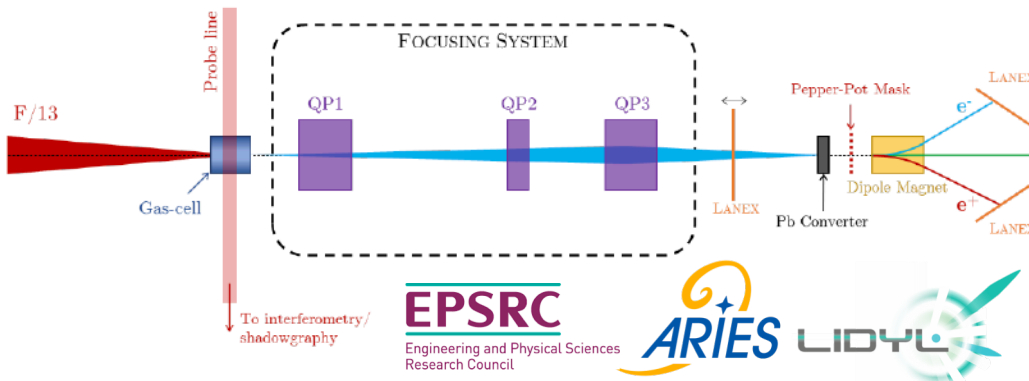 FOCUSING SYSTEM
Probe line
F/13
QP1
QP2
QP3
Gas-cell
LANEX
Pepper-Pot Mask
LANEX
e-
e+
Dipole Magnet
Pb Converter
LANEX
To interferometry/
shadowgraphy
EPSRC
Engineering and Physical Sciences
Research Council
ARIES
LIDYL